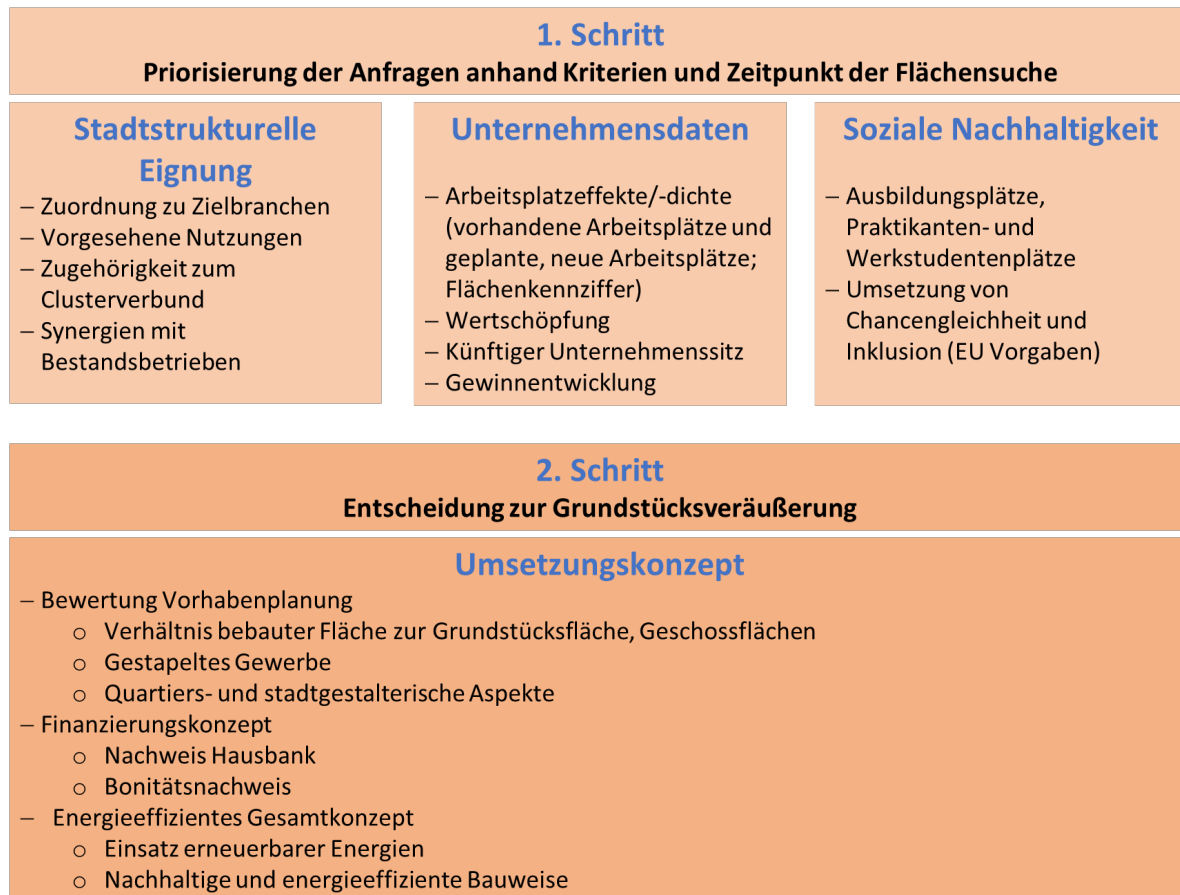 1. Schritt
Priorisierung der Anfragen anhand Kriterien und Zeitpunkt der Flächensuche
Stadtstrukturelle
Eignung
– Zuordnung zu Zielbranchen
– Vorgesehene Nutzungen
– Zugehörigkeit zum
Clusterverbund
– Synergien mit
Bestandsbetrieben
Unternehmensdaten
– Arbeitsplatzeffekte/-dichte
(vorhandene Arbeitsplätze und
geplante, neue Arbeitsplätze;
Flächenkennziffer)
– Wertschöpfung
– Künftiger Unternehmenssitz
– Gewinnentwicklung
Soziale Nachhaltigkeit
– Ausbildungsplätze,
Praktikanten- und
Werkstudentenplätze
– Umsetzung von
Chancengleichheit und
Inklusion (EU Vorgaben)
2. Schritt
Entscheidung zur Grundstücksveräußerung
Umsetzungskonzept
– Bewertung Vorhabenplanung
o Verhältnis bebauter Fläche zur Grundstücksfläche, Geschossflächen
o Gestapeltes Gewerbe
o Quartiers- und stadtgestalterische Aspekte
– Finanzierungskonzept
o Nachweis Hausbank
o Bonitätsnachweis
– Energieeffizientes Gesamtkonzept
o Einsatz erneuerbarer Energien
o Nachhaltige und energieeffiziente Bauweise